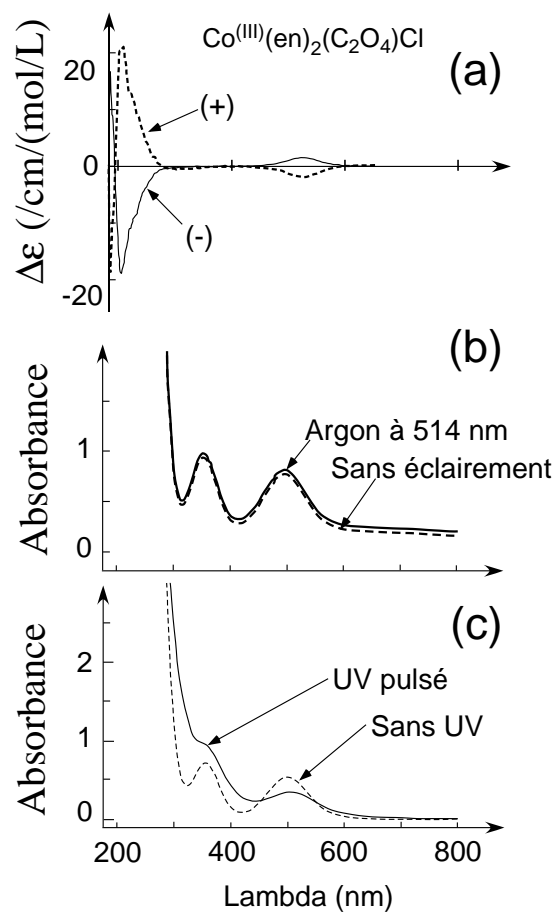 Co(III)(en)2(C2O4)Cl
(a)
20
0
-20
Δε (/cm/(mol/L)
(+)
(-)
(b)
Absorbance
1
0
Argon à 514 nm
Sans éclairement
(c)
Absorbance
2
1
0
UV pulsé
Sans UV
200 300 400 600 800
Lambda (nm)